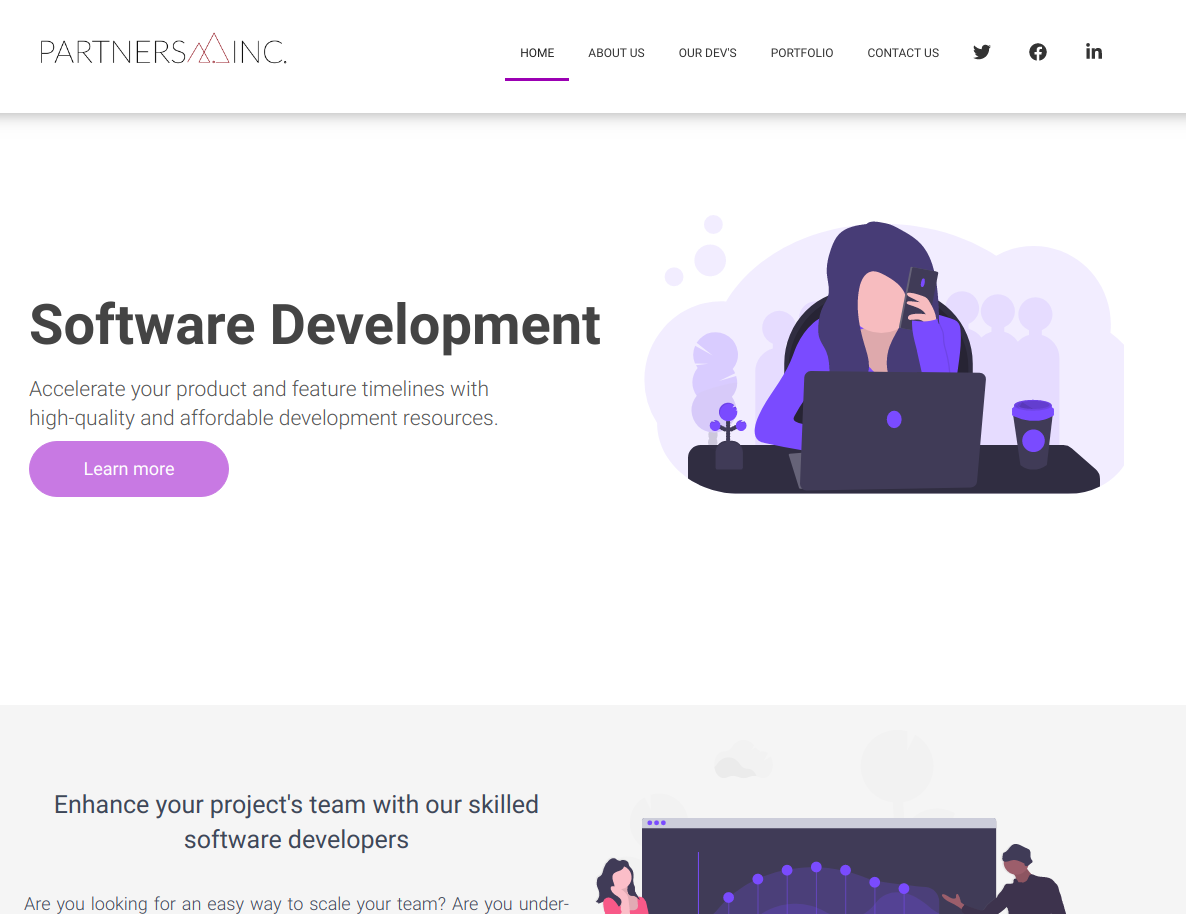 PARTNERS INC.
HOME ABOUT US OUR DEV'S PORTFOLIO CONTACT US
Software Development
Accelerate your product and feature timelines with
high-quality and affordable development resources.
Learn more
Enhance your project's team with our skilled
software developers
Are you looking for an easy way to scale your team? Are you under-